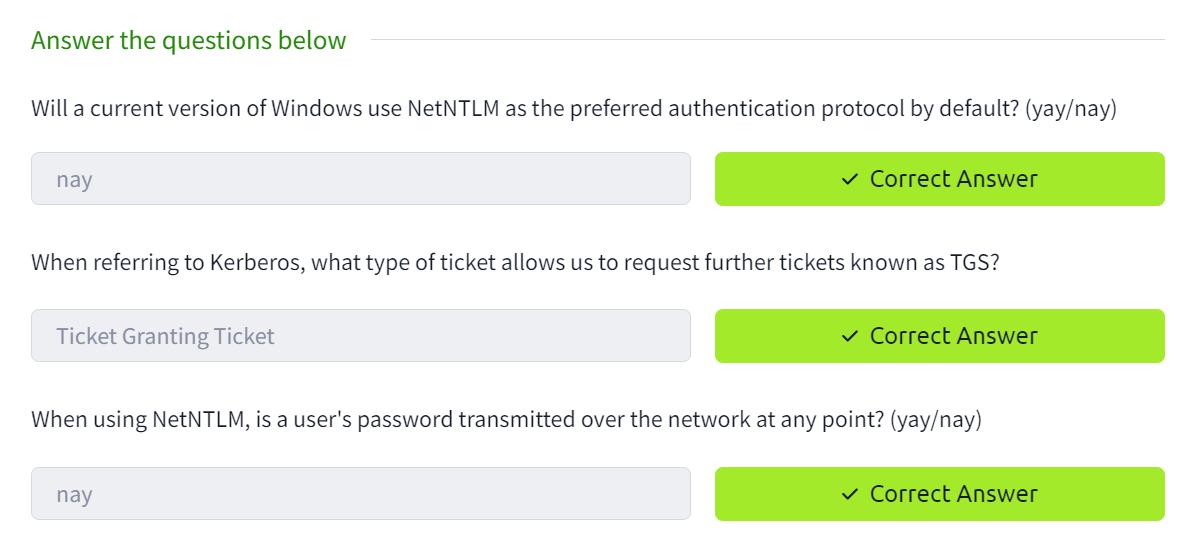 Answer the questions below
Will a current version of Windows use NetNTLM as the preferred authentication protocol by default? (yay/nay)
nay
✓ Correct Answer
When referring to Kerberos, what type of ticket allows us to request further tickets known as TGS?
Ticket Granting Ticket
✓ Correct Answer
When using NetNTLM, is a user's password transmitted over the network at any point? (yay/nay)
nay
✓ Correct Answer